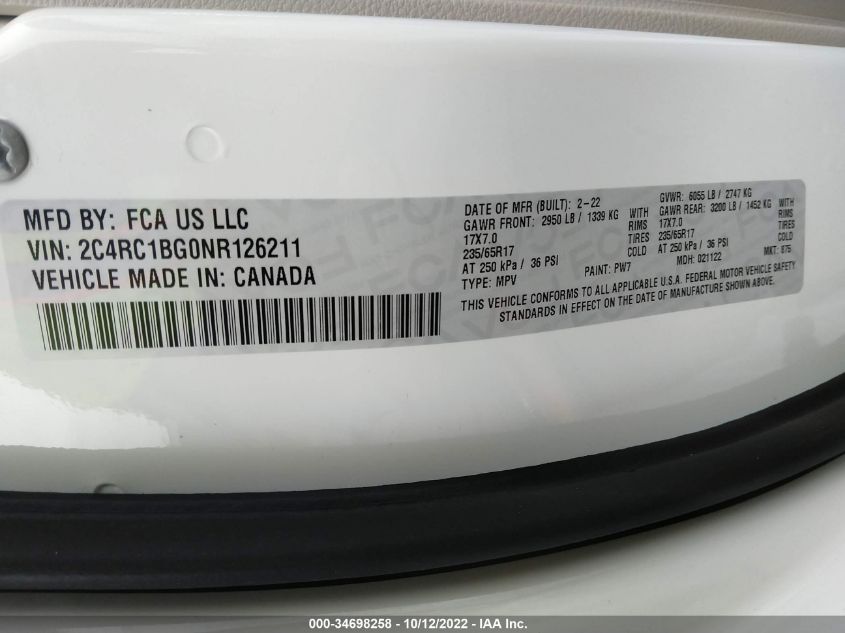 MFD BY: FCA US LLC
VIN: 2C4RC1BG0NR126211
VEHICLE MADE IN: CANADA
DATE OF MFR (BUILT): 2-22 GVWR: 6055 LB / 2747 KG
GAWR FRONT: 2950 LB / 1339 KG WITH GAWR REAR: 3200 LB / 1452 KG WITH
17X7.0 RIMS 17X7.0 RIMS
235/65R17 TIRES 235/65R17 TIRES
AT 250 kPa / 36 PSI COLD AT 250 kPa / 36 PSI COLD
TYPE: MPV PAINT: PW7 MDH: 021122 MKT: 875
THIS VEHICLE CONFORMS TO ALL APPLICABLE U.S.A. FEDERAL MOTOR VEHICLE SAFETY
STANDARDS IN EFFECT ON THE DATE OF MANUFACTURE SHOWN ABOVE.
000-34698258 - 10/12/2022 - IAA Inc.